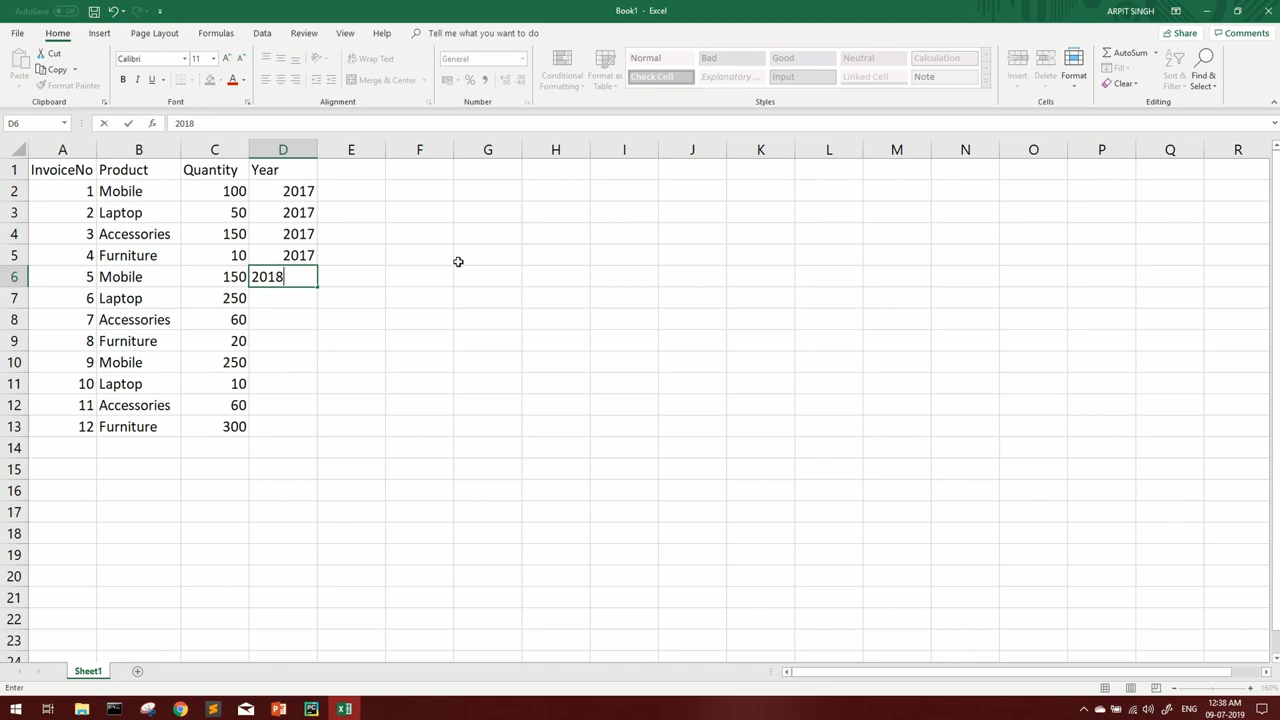 AutoSave Off Book1 - Excel ARPIT SINGH
File Home Insert Page Layout Formulas Data Review View Help Tell me what you want to do Share Comments
Paste Cut Calibri 11 Wrap Text General Conditional Formatting Format as Table Normal Bad Good Neutral Calculation Insert Delete Format AutoSum Sort & Filter Find & Select
Copy Fill
Format Painter B I U Merge & Center Check Cell Explanatory ... Input Linked Cell Note Clear
Clipboard Font Alignment Number Styles Cells Editing
D6 fx 2018
A B C D E F G H I J K L M N O P Q R
1 InvoiceNo Product Quantity Year
2 1 Mobile 100 2017
3 2 Laptop 50 2017
4 3 Accessories 150 2017
5 4 Furniture 10 2017
6 5 Mobile 150 2018
7 6 Laptop 250
8 7 Accessories 60
9 8 Furniture 20
10 9 Mobile 250
11 10 Laptop 10
12 11 Accessories 60
13 12 Furniture 300
14
15
16
17
18
19
20
21
22
23
24
Sheet1
Enter 160%
ENG 12:38 AM
09-07-2019